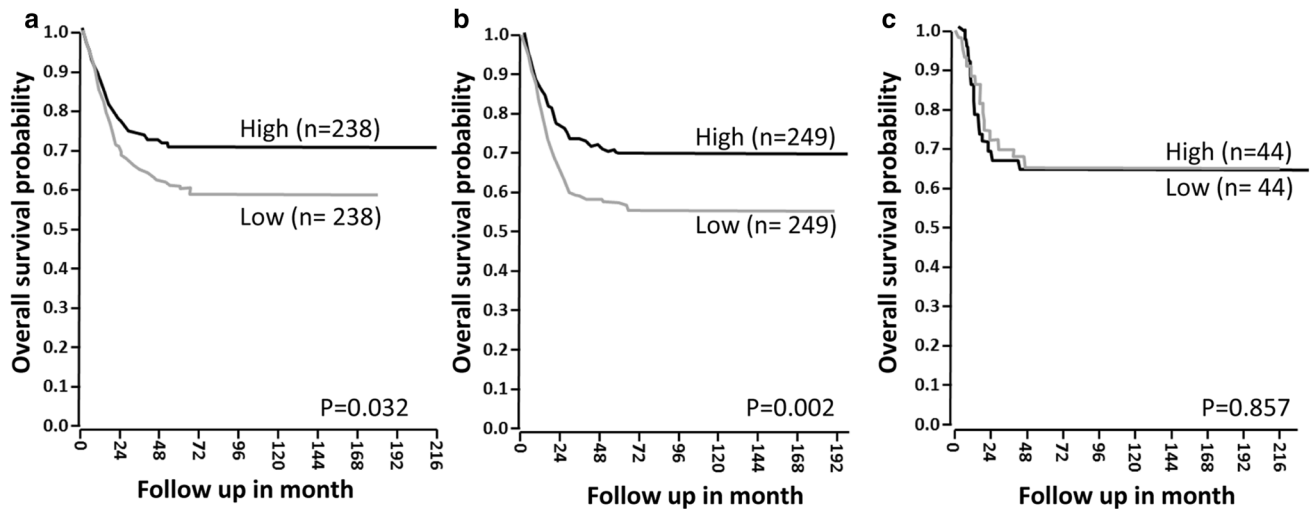 a
Overall survival probability
1.0
0.9
0.8
0.7
0.6
0.5
0.4
0.3
0.2
0.1
0.0
High (n=238)
Low (n= 238)
P=0.032
0 24 48 72 96 120 144 168 192 216
Follow up in month
b
Overall survival probability
1.0
0.9
0.8
0.7
0.6
0.5
0.4
0.3
0.2
0.1
0.0
High (n=249)
Low (n= 249)
P=0.002
0 24 48 72 96 120 144 168 192
Follow up in month
c
Overall survival probability
1.0
0.9
0.8
0.7
0.6
0.5
0.4
0.3
0.2
0.1
0.0
High (n=44)
Low (n= 44)
P=0.857
0 24 48 72 96 120 144 168 192 216
Follow up in month